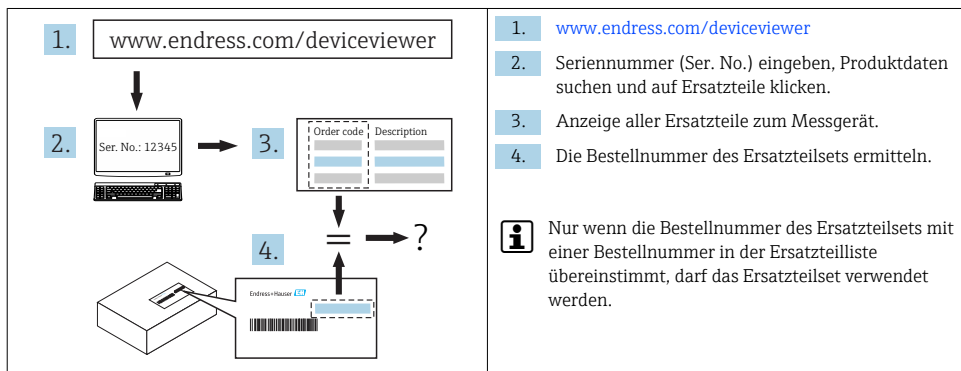 1.
www.endress.com/deviceviewer
2.
Ser. No.: 12345
3.
Order code
Description
=
?
4.
Endress+Hauser EH
1. www.endress.com/deviceviewer
2. Seriennummer (Ser. No.) eingeben, Produktdaten
suchen und auf Ersatzteile klicken.
3. Anzeige aller Ersatzteile zum Messgerät.
4. Die Bestellnummer des Ersatzteilsets ermitteln.
i Nur wenn die Bestellnummer des Ersatzteilsets mit
einer Bestellnummer in der Ersatzteilliste
übereinstimmt, darf das Ersatzteilset verwendet
werden.